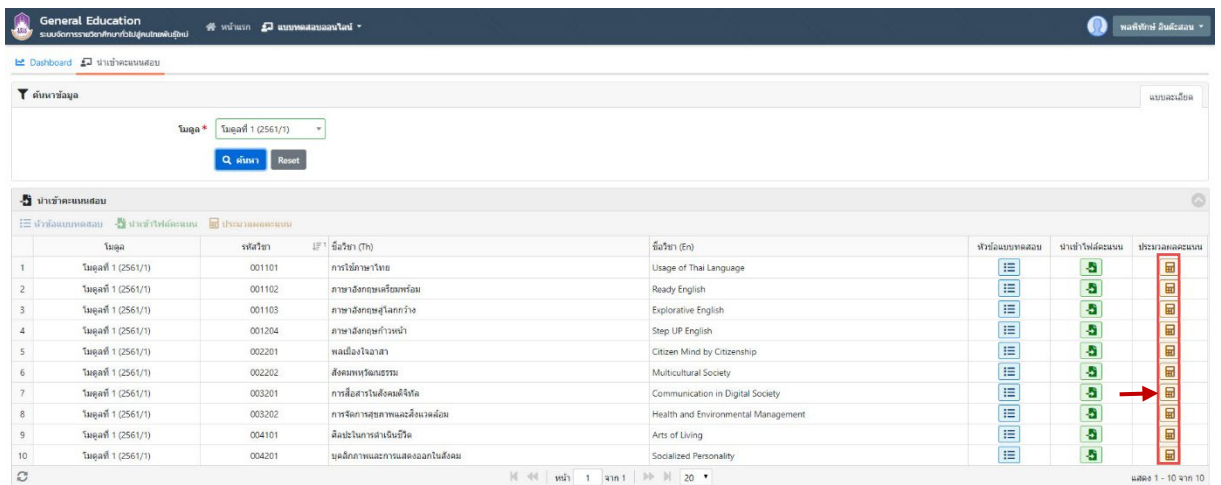 General Education
ระบบจัดการรายวิชาศึกษาทั่วไปสู่คนไทยพันธุ์ใหม่
หน้าแรก แบบทดสอบออนไลน์
พลพิทักษ์ อินต๊ะสอน
Dashboard นำเข้าคะแนนสอบ
ค้นหาข้อมูล
แบบละเอียด
โมดูล * โมดูลที่ 1 (2561/1)
ค้นหา Reset
นำเข้าคะแนนสอบ
หัวข้อแบบทดสอบ นำเข้าไฟล์คะแนน ประมวลผลคะแนน
โมดูล รหัสวิชา 1 ชื่อวิชา (Th) ชื่อวิชา (En) หัวข้อแบบทดสอบ นำเข้าไฟล์คะแนน ประมวลผลคะแนน
1 โมดูลที่ 1 (2561/1) 001101 การใช้ภาษาไทย Usage of Thai Language
2 โมดูลที่ 1 (2561/1) 001102 ภาษาอังกฤษเตรียมพร้อม Ready English
3 โมดูลที่ 1 (2561/1) 001103 ภาษาอังกฤษสู่โลกกว้าง Explorative English
4 โมดูลที่ 1 (2561/1) 001204 ภาษาอังกฤษก้าวหน้า Step UP English
5 โมดูลที่ 1 (2561/1) 002201 พลเมืองใจอาสา Citizen Mind by Citizenship
6 โมดูลที่ 1 (2561/1) 002202 สังคมพหุวัฒนธรรม Multicultural Society
7 โมดูลที่ 1 (2561/1) 003201 การสื่อสารในสังคมดิจิทัล Communication in Digital Society
8 โมดูลที่ 1 (2561/1) 003202 การจัดการสุขภาพและสิ่งแวดล้อม Health and Environmental Management
9 โมดูลที่ 1 (2561/1) 004101 ศิลปะในการดำเนินชีวิต Arts of Living
10 โมดูลที่ 1 (2561/1) 004201 บุคลิกภาพและการแสดงออกในสังคม Socialized Personality
หน้า 1 จาก 1 20 แสดง 1 - 10 จาก 10